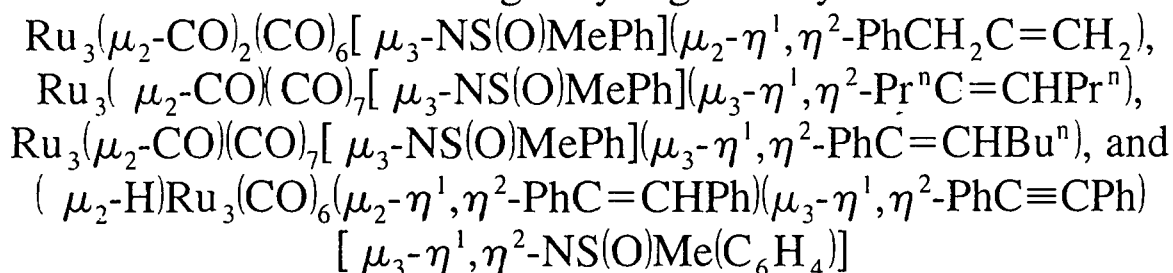 Ru₃(μ₂-CO)₂(CO)₆[ μ₃-NS(O)MePh](μ₂-η¹,η²-PhCH₂C=CH₂),
Ru₃( μ₂-CO)(CO)₇[ μ₃-NS(O)MePh](μ₃-η¹,η²-PrⁿC=CHPrⁿ),
Ru₃(μ₂-CO)(CO)₇[ μ₃-NS(O)MePh](μ₃-η¹,η²-PhC=CHBuⁿ), and
( μ₂-H)Ru₃(CO)₆(μ₂-η¹,η²-PhC=CHPh)(μ₃-η¹,η²-PhC≡CPh)
[ μ₃-η¹,η²-NS(O)Me(C₆H₄)]